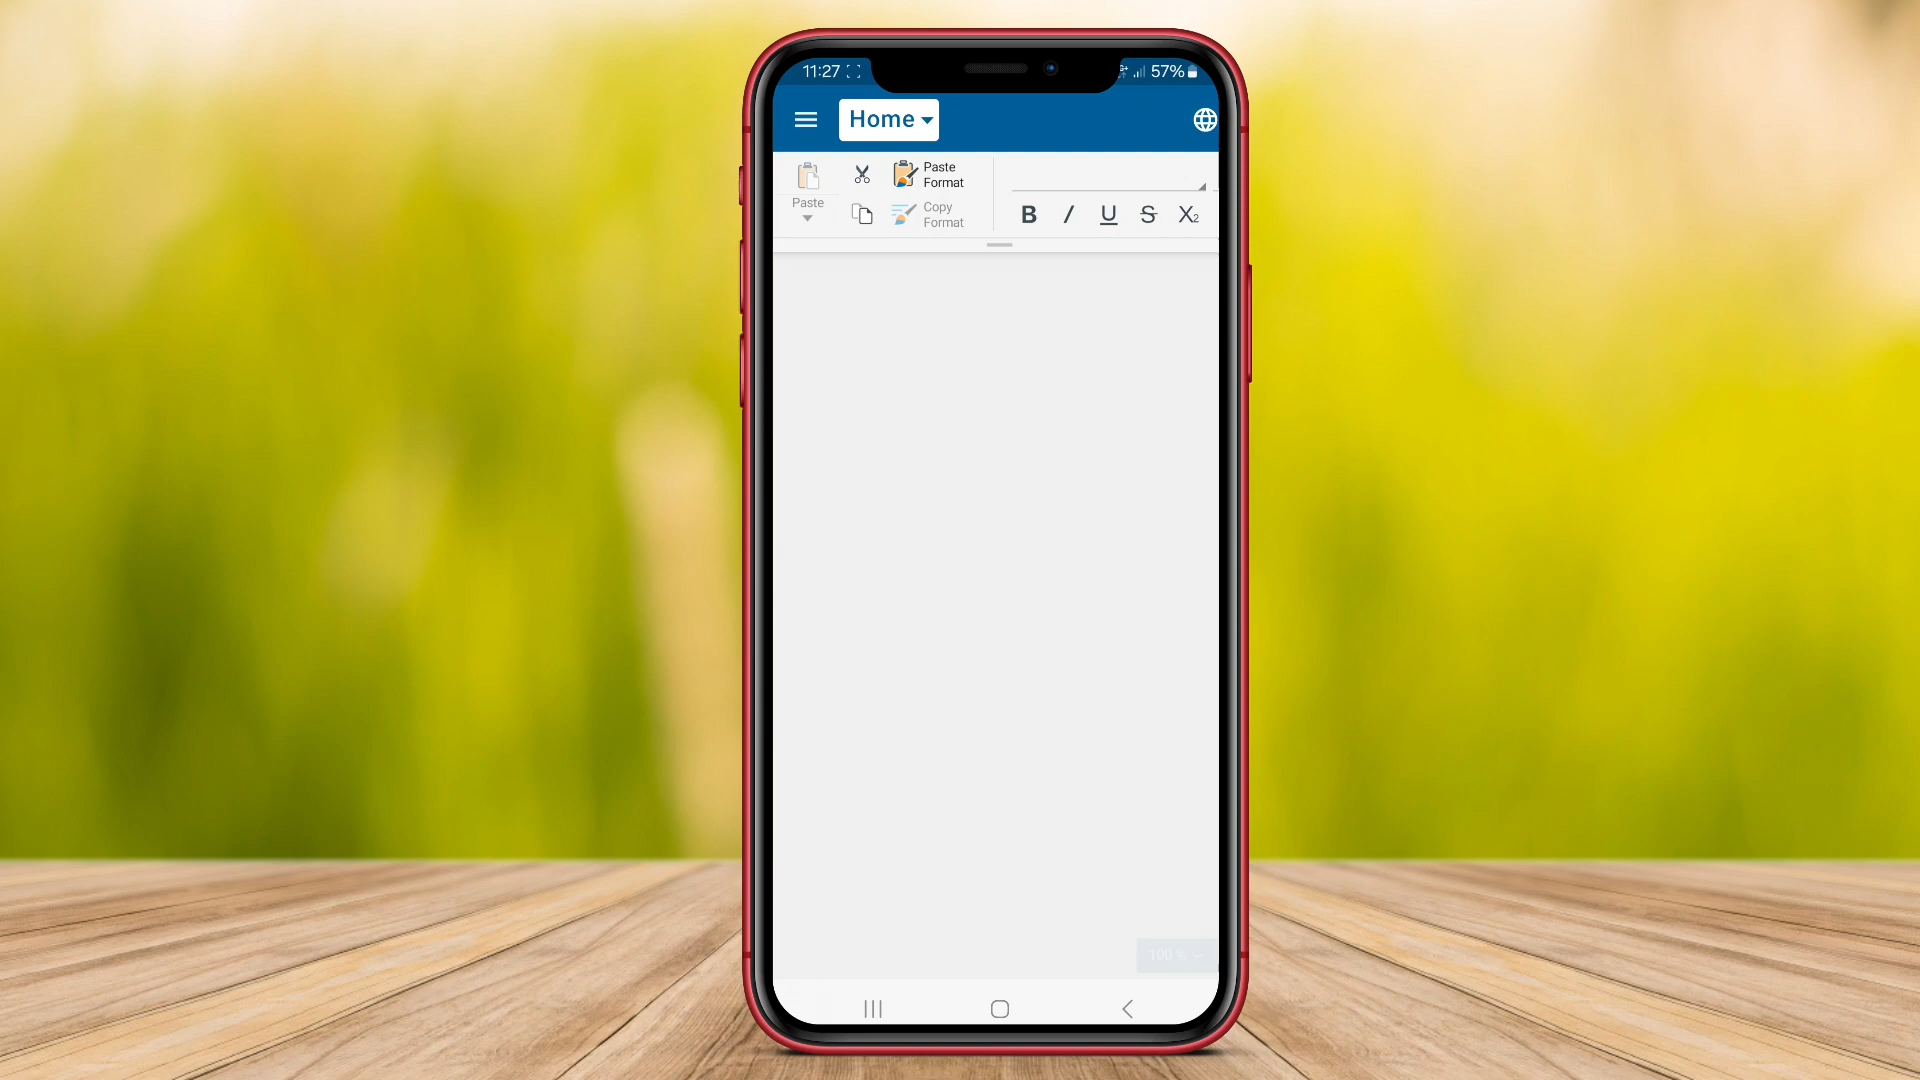 11:27
57%
Home
Paste
Paste
Format
Copy
Format
B I U S X2
100 %